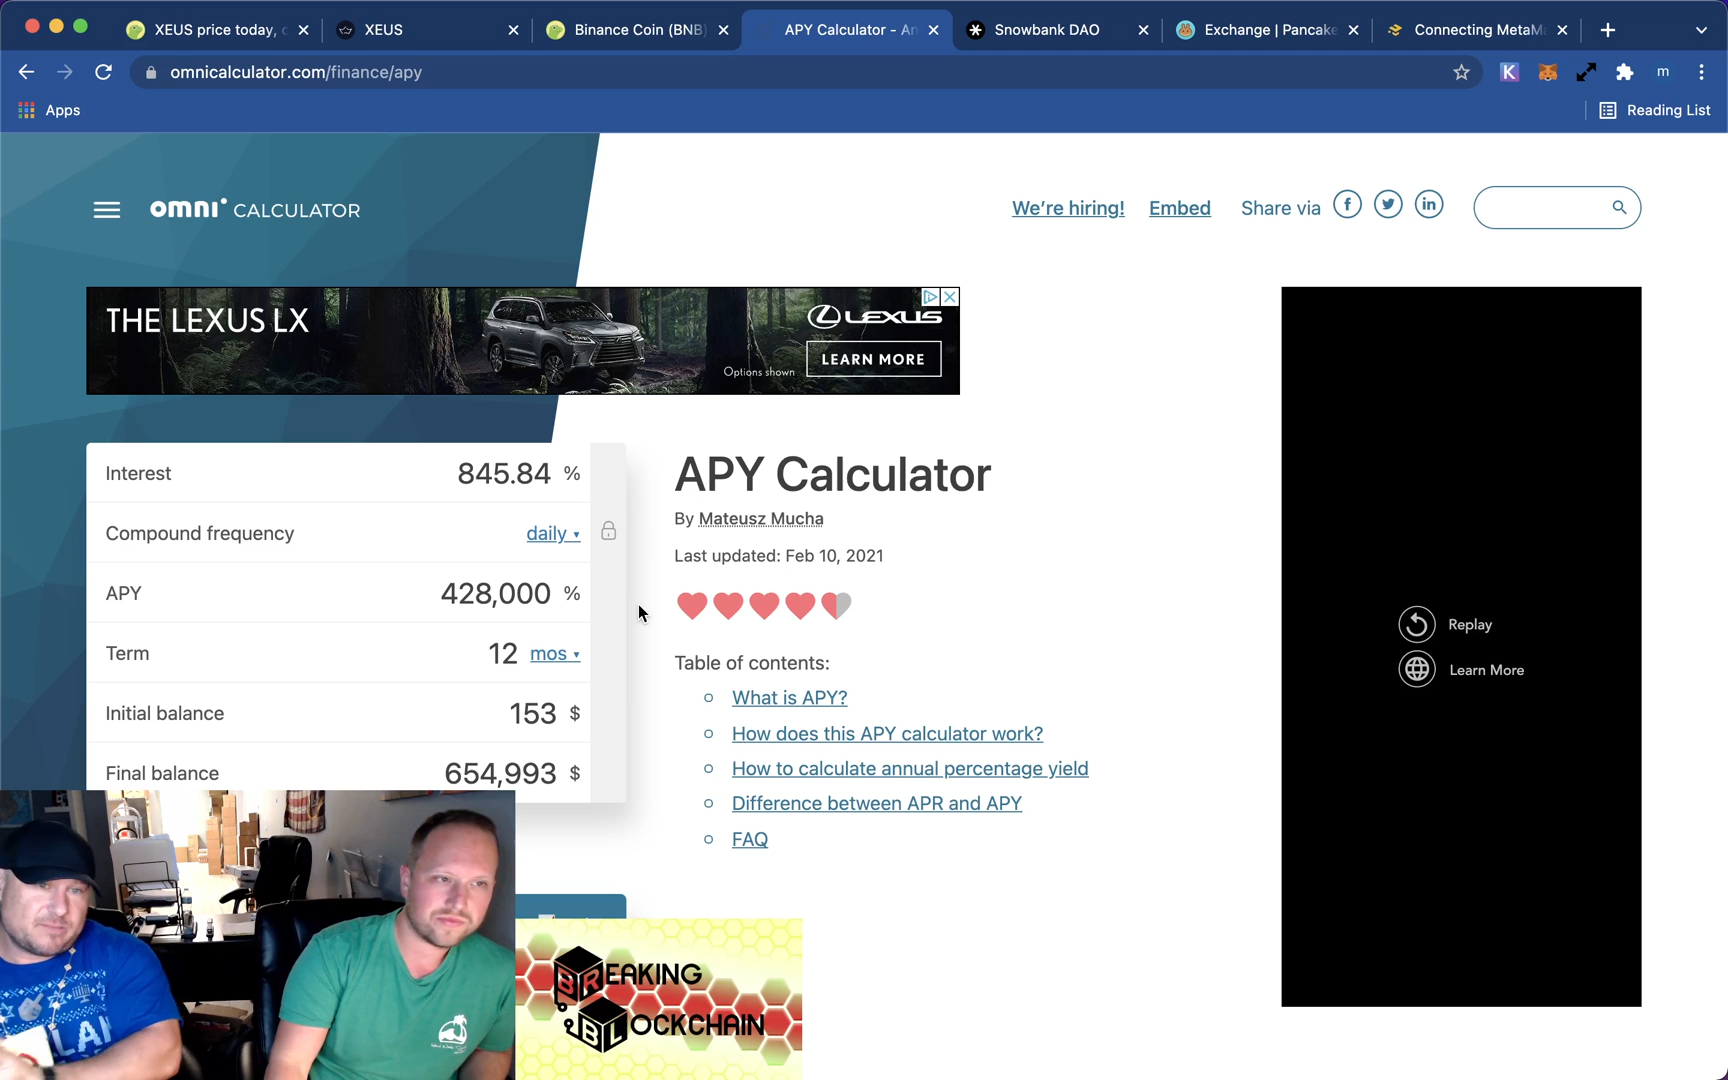 XEUS price today, c
XEUS
Binance Coin (BNB)
APY Calculator - An
Snowbank DAO
Exchange | Pancake
Connecting MetaMa
omnicalculator.com/finance/apy
K
m
Apps
Reading List
omni CALCULATOR
We're hiring!
Embed
Share via
THE LEXUS LX
LEXUS
LEARN MORE
Options shown
Interest
845.84 %
Compound frequency
daily
APY
428,000 %
Term
12 mos
Initial balance
153 $
Final balance
654,993 $
APY Calculator
By Mateusz Mucha
Last updated: Feb 10, 2021
Table of contents:
What is APY?
How does this APY calculator work?
How to calculate annual percentage yield
Difference between APR and APY
FAQ
Replay
Learn More
BREAKING
BLOCKCHAIN